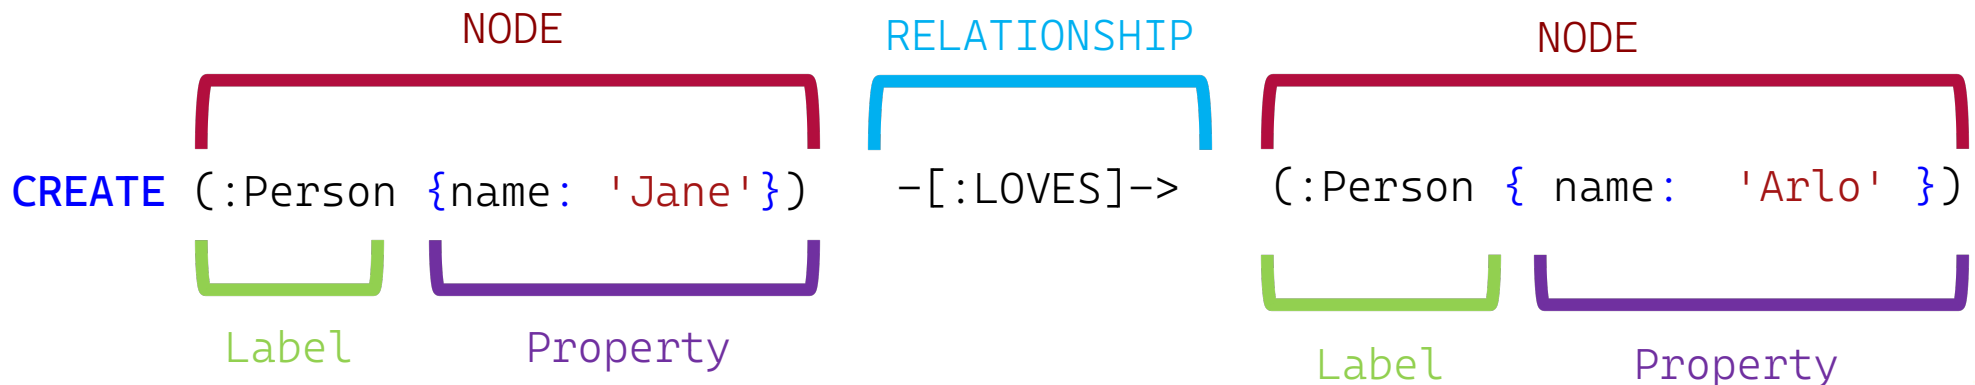 NODE RELATIONSHIP NODE
CREATE (:Person {name: 'Jane'}) -[:LOVES]-> (:Person { name: 'Arlo' })
Label Property Label Property